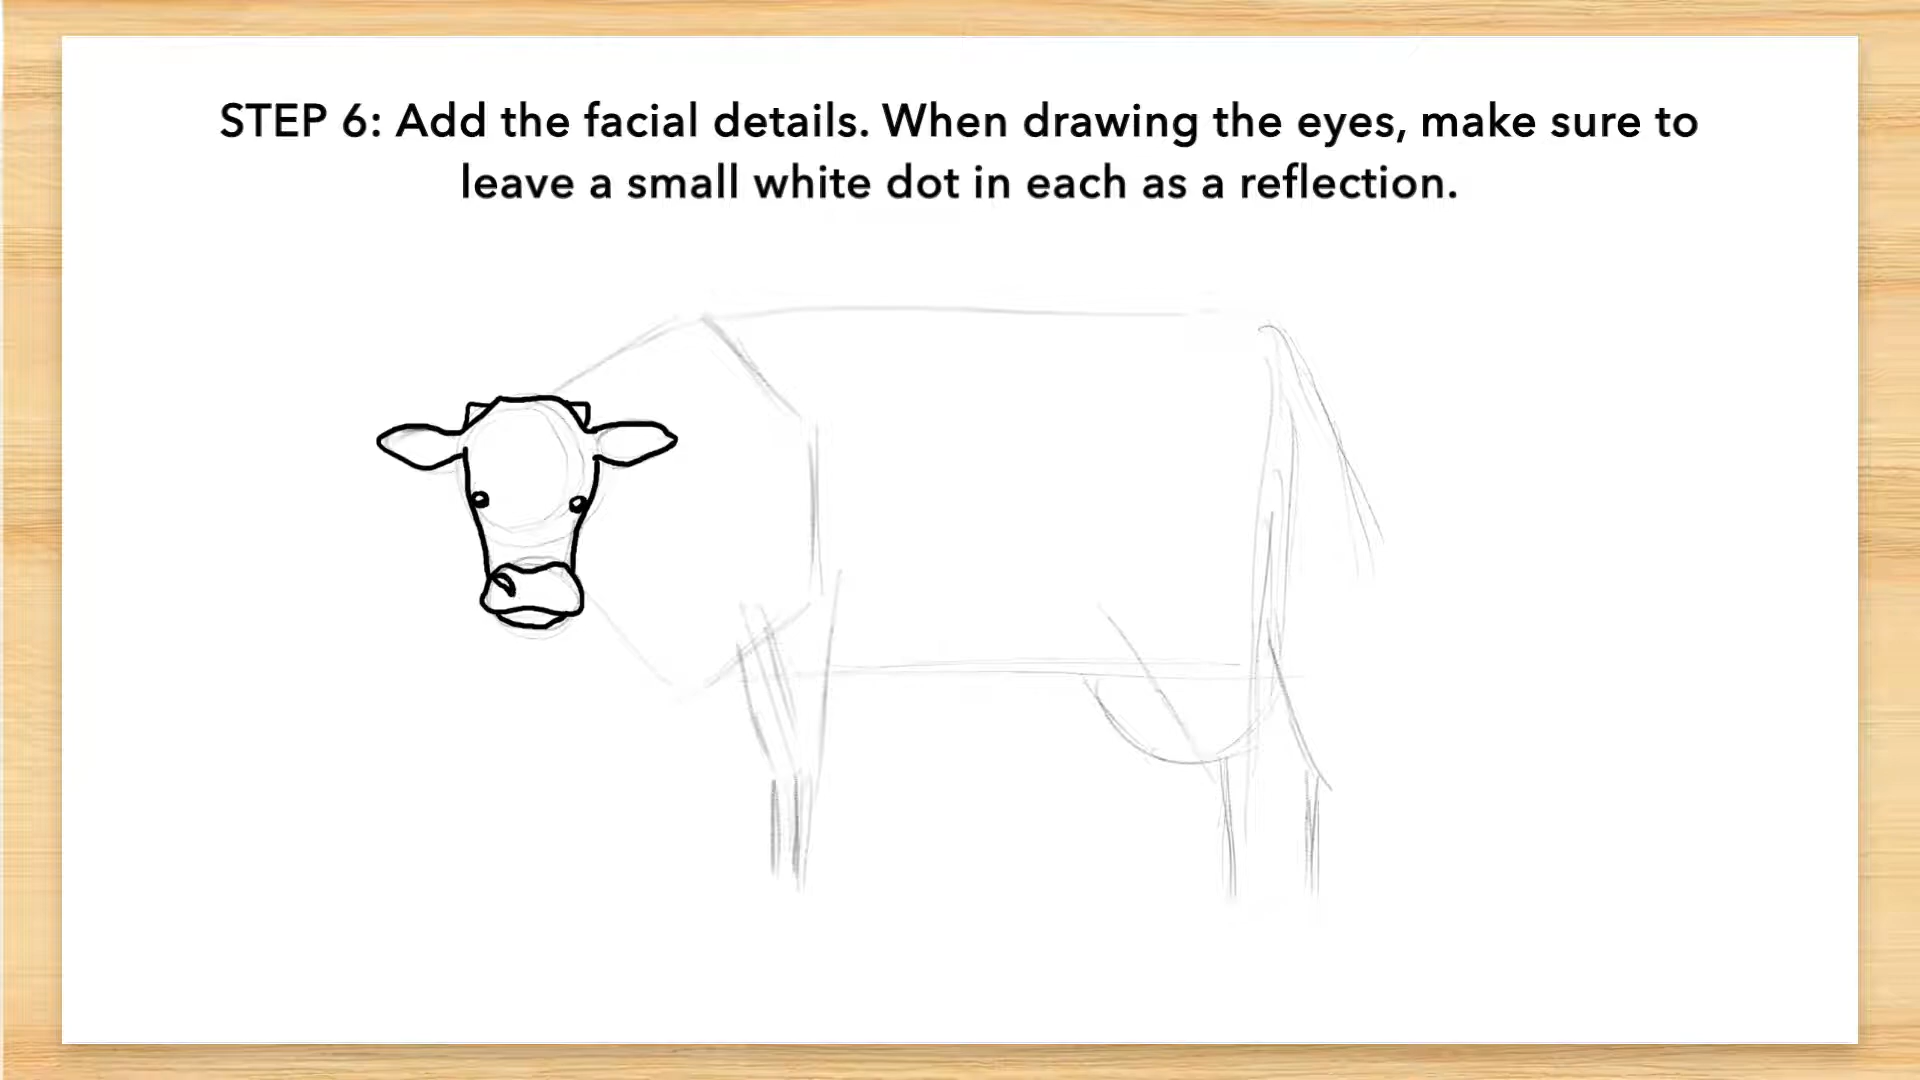 STEP 6: Add the facial details. When drawing the eyes, make sure to
leave a small white dot in each as a reflection.